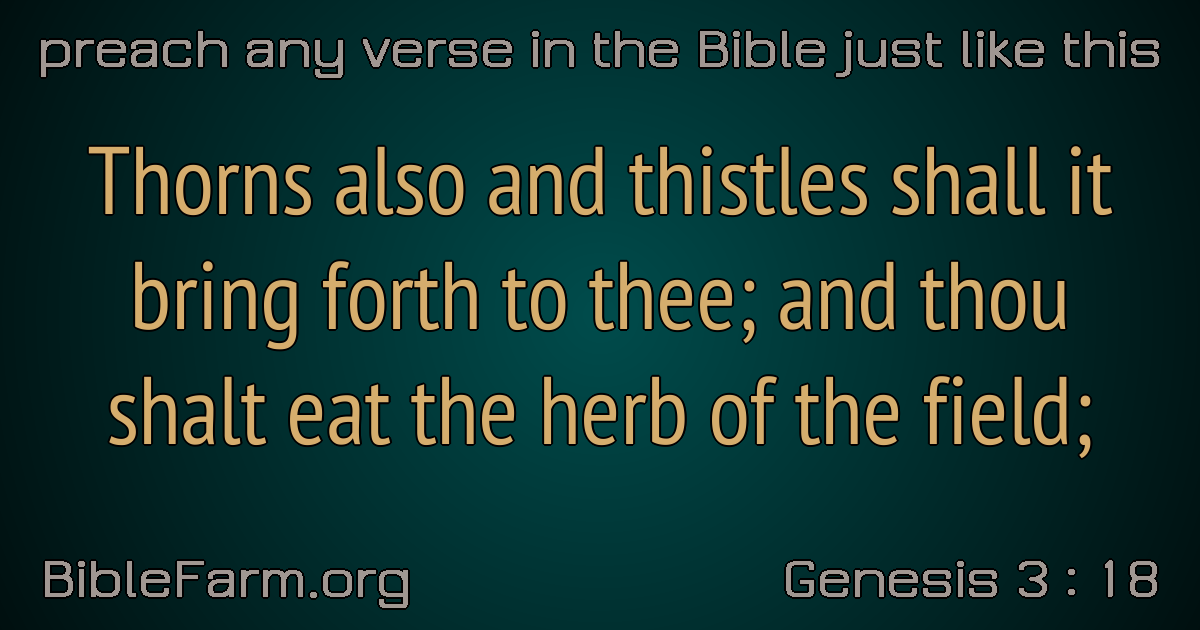 preach any verse in the Bible just like this
Thorns also and thistles shall it
bring forth to thee; and thou
shalt eat the herb of the field;
BibleFarm.org
Genesis 3 : 18